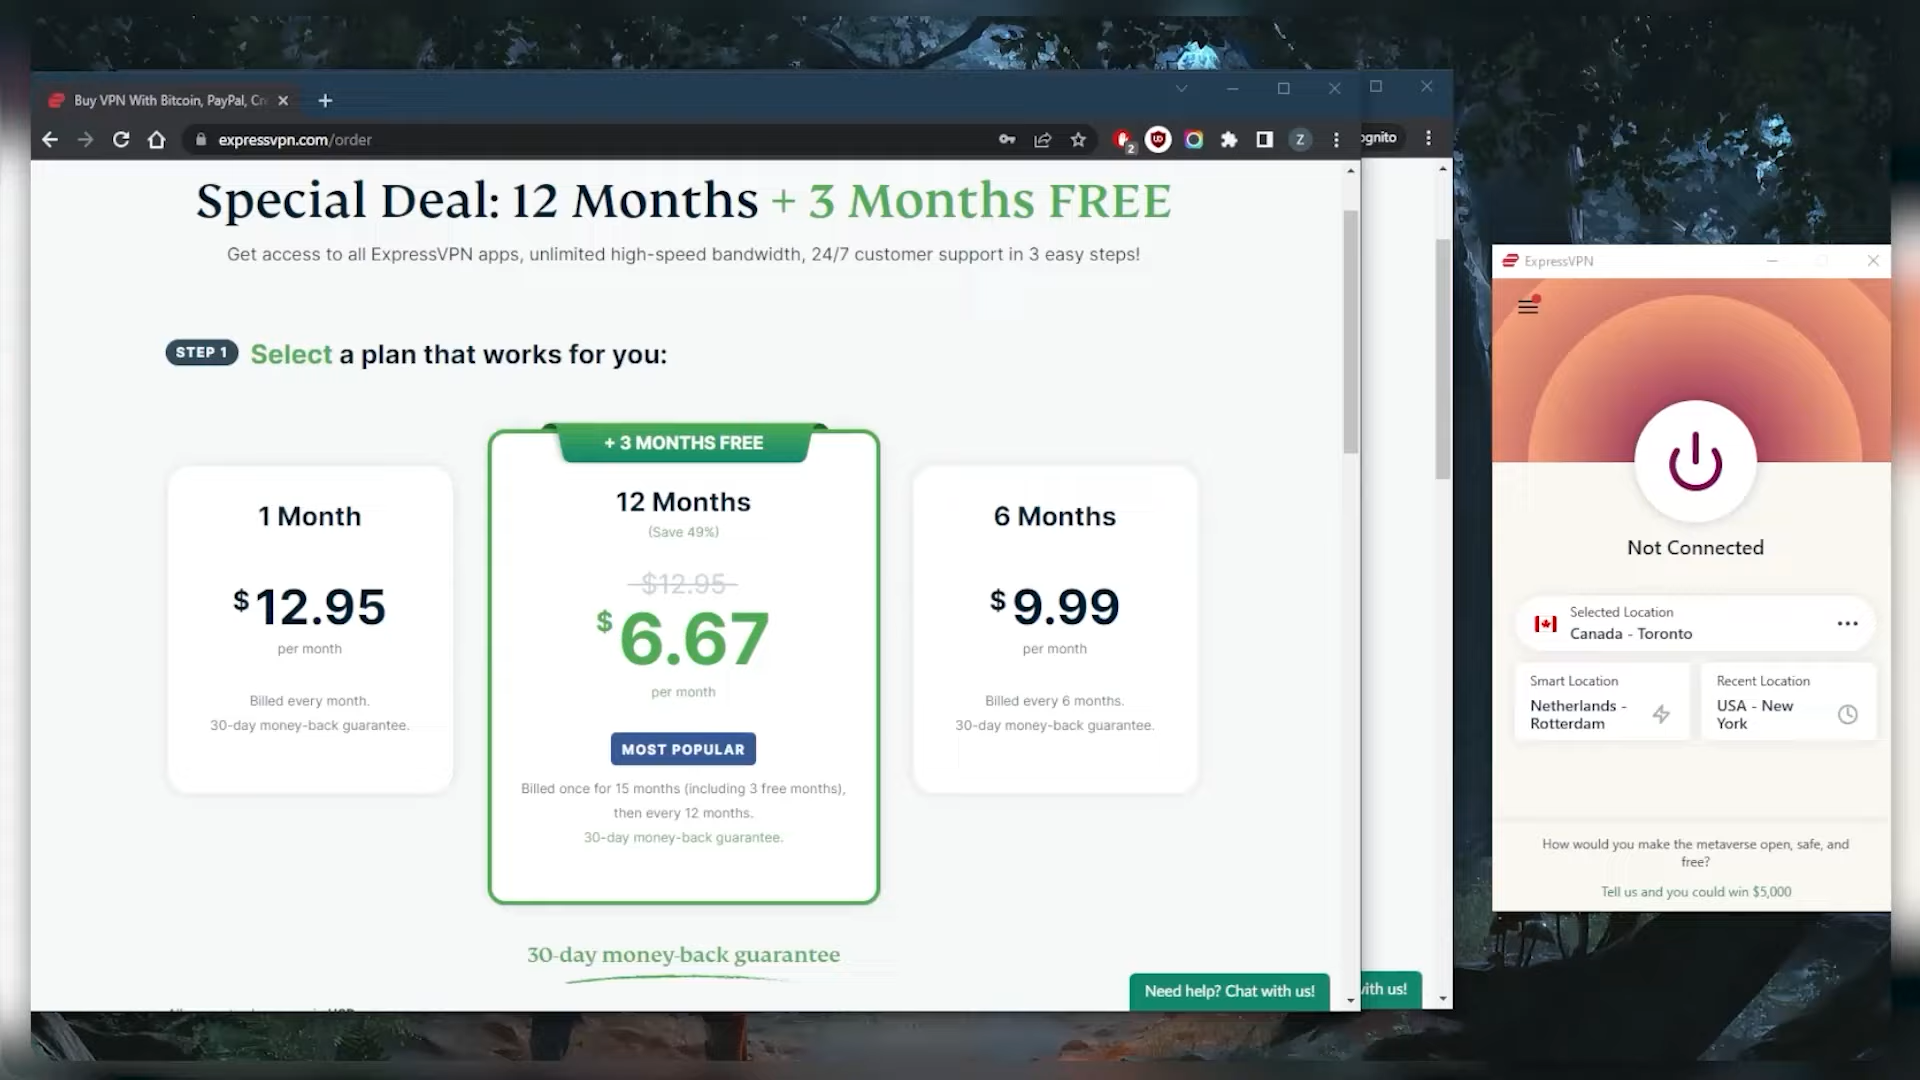 Buy VPN With Bitcoin, PayPal, Cr
expressvpn.com/order
2
Z
ognito
Special Deal: 12 Months + 3 Months FREE
Get access to all ExpressVPN apps, unlimited high-speed bandwidth, 24/7 customer support in 3 easy steps!
STEP 1 Select a plan that works for you:
1 Month
$12.95
per month
Billed every month.
30-day money-back guarantee.
+ 3 MONTHS FREE
12 Months
(Save 49%)
$12.95
$6.67
per month
MOST POPULAR
Billed once for 15 months (including 3 free months),
then every 12 months.
30-day money-back guarantee.
6 Months
$9.99
per month
Billed every 6 months.
30-day money-back guarantee.
30-day money-back guarantee
Need help? Chat with us!
with us!
ExpressVPN
Not Connected
Selected Location
Canada - Toronto
Smart Location
Netherlands -
Rotterdam
Recent Location
USA - New
York
How would you make the metaverse open, safe, and
free?
Tell us and you could win $5,000